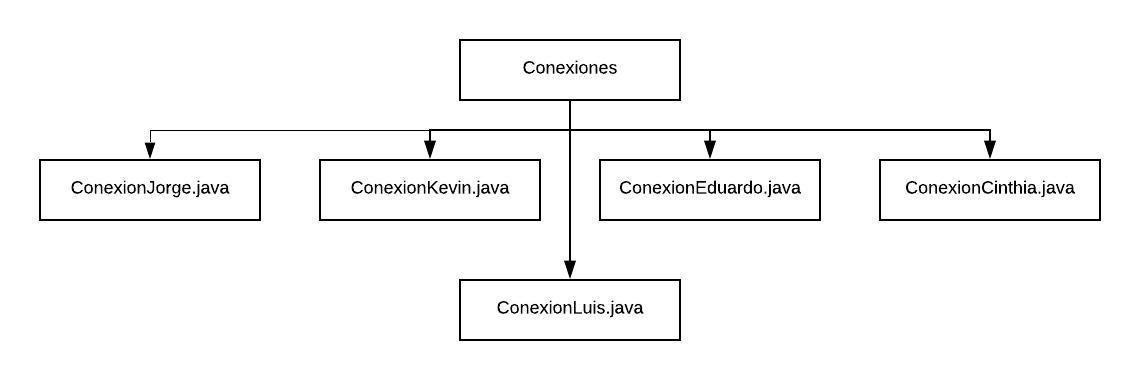 Conexiones
ConexionJorge.java
ConexionKevin.java
ConexionEduardo.java
ConexionCinthia.java
ConexionLuis.java